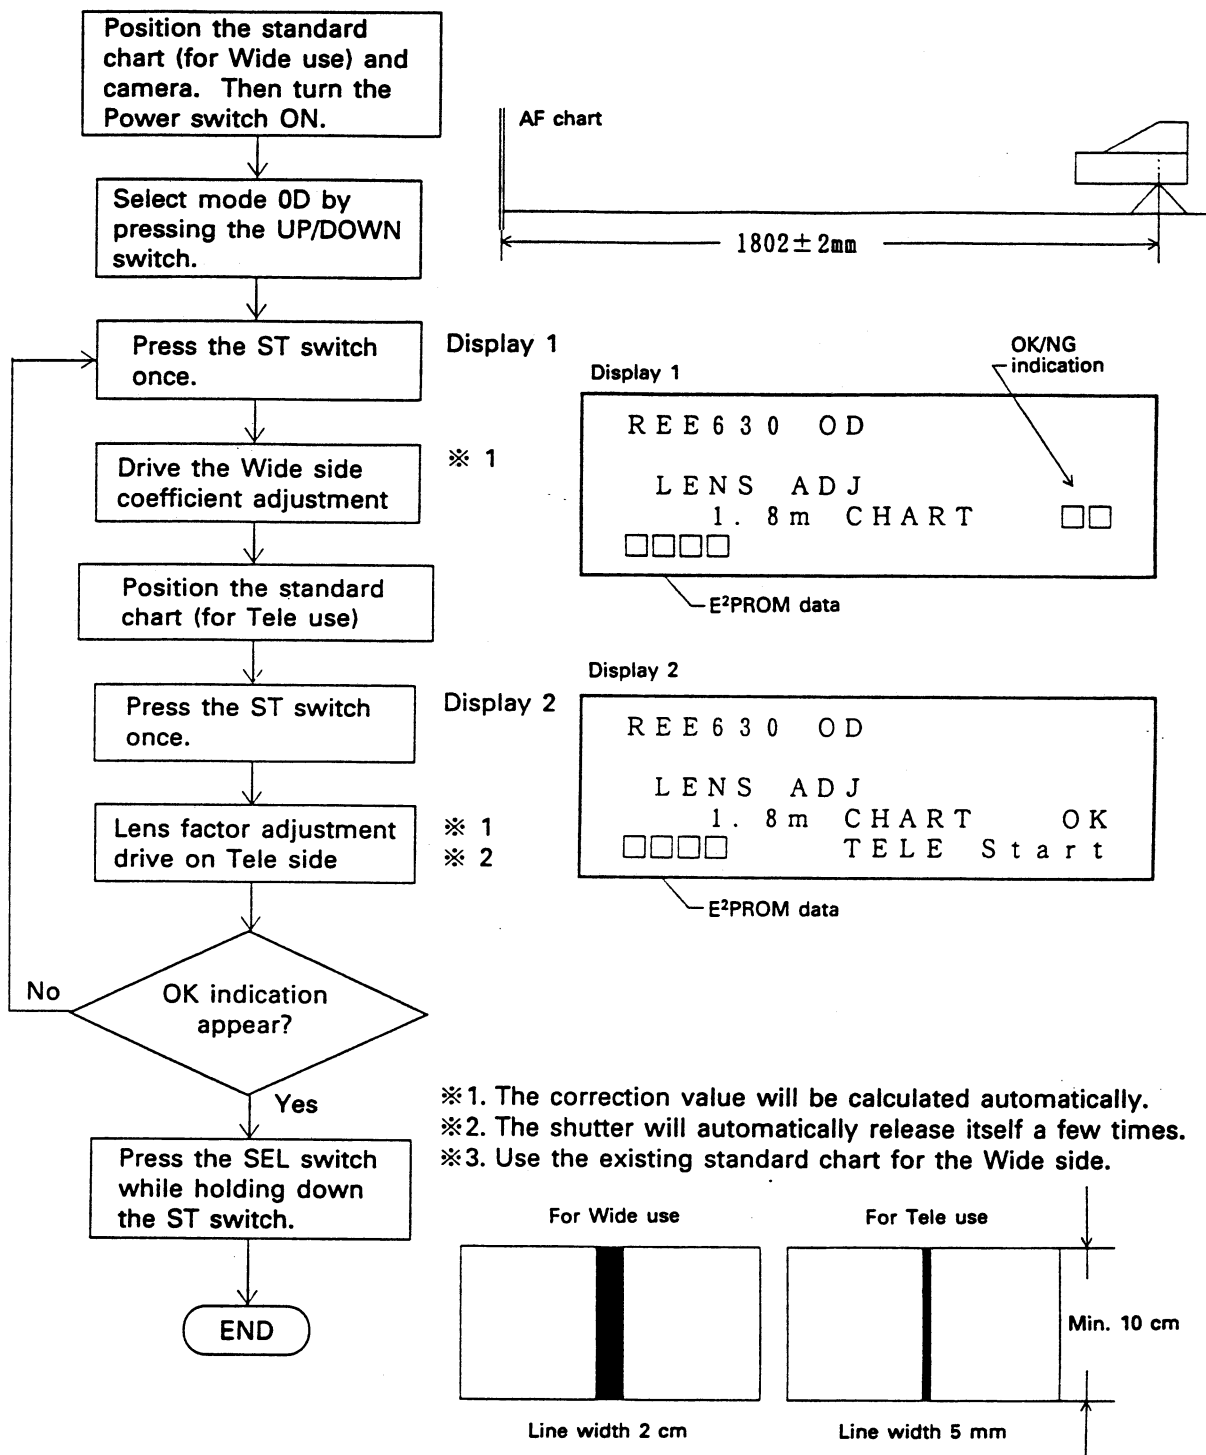 Position the standard
chart (for Wide use) and
camera. Then turn the
Power switch ON.
AF chart
Select mode 0D by
pressing the UP/DOWN
switch.
1802±2mm
Press the ST switch
once.
Display 1
Drive the Wide side
coefficient adjustment
※ 1
Position the standard
chart (for Tele use)
Press the ST switch
once.
Display 2
Lens factor adjustment
drive on Tele side
※ 1
※ 2
OK indication
appear?
No
Yes
Press the SEL switch
while holding down
the ST switch.
END
Display 1
OK/NG
indication
REE630 OD
LENS ADJ
1. 8m CHART □□
□□□□
E²PROM data
Display 2
REE630 OD
LENS ADJ
1. 8m CHART OK
□□□□ TELE Start
E²PROM data
※1. The correction value will be calculated automatically.
※2. The shutter will automatically release itself a few times.
※3. Use the existing standard chart for the Wide side.
For Wide use
For Tele use
Min. 10 cm
Line width 2 cm
Line width 5 mm